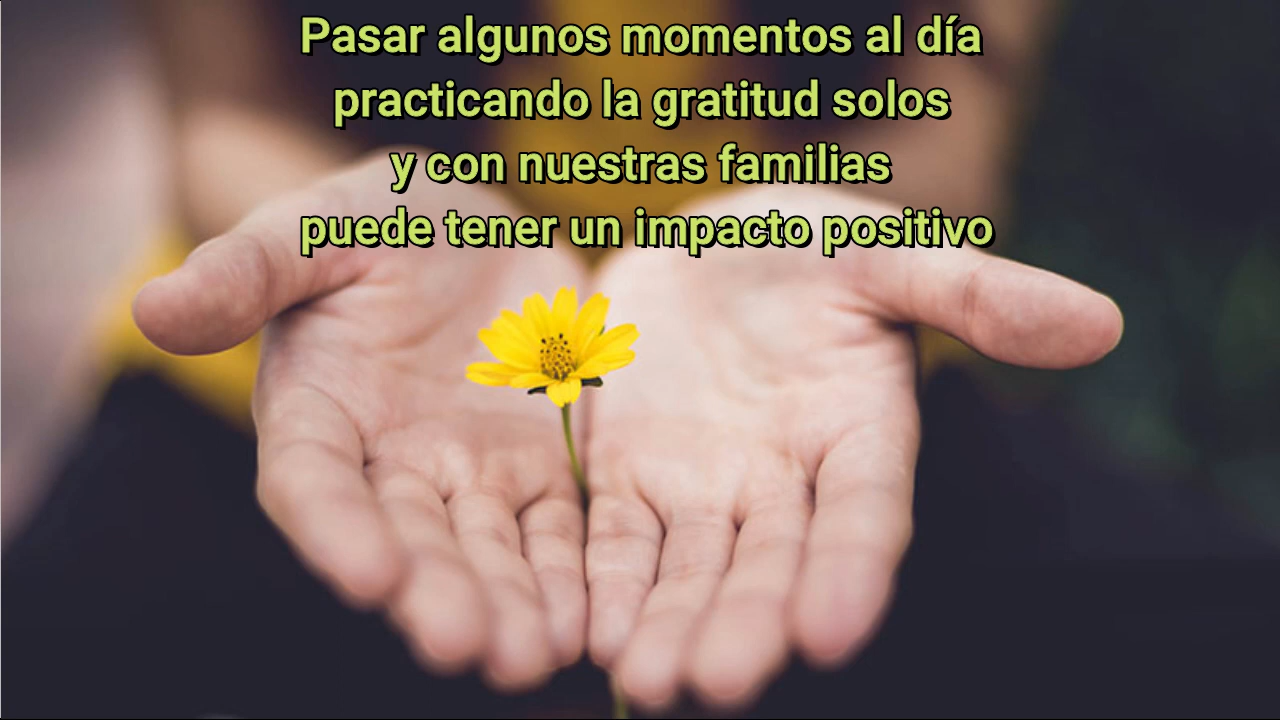 Pasar algunos momentos al día
practicando la gratitud solos
y con nuestras familias
puede tener un impacto positivo